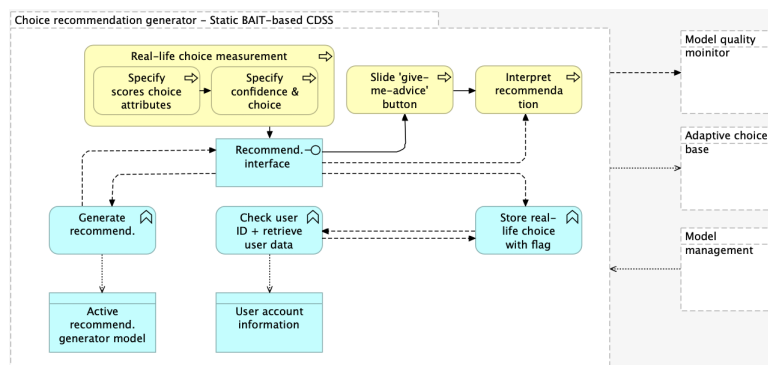 Choice recommendation generator – Static BAIT-based CDSS
Real-life choice measurement
Specify
scores choice
attributes
Specify
confidence &
choice
Slide 'give-
me-advice'
button
Interpret
recommenda
tion
Recommend.
interface
Generate
recommend.
Check user
ID + retrieve
user data
Store real-
life choice
with flag
Active
recommend.
generator model
User account
information
Model quality
moinitor
Adaptive choice
base
Model
management